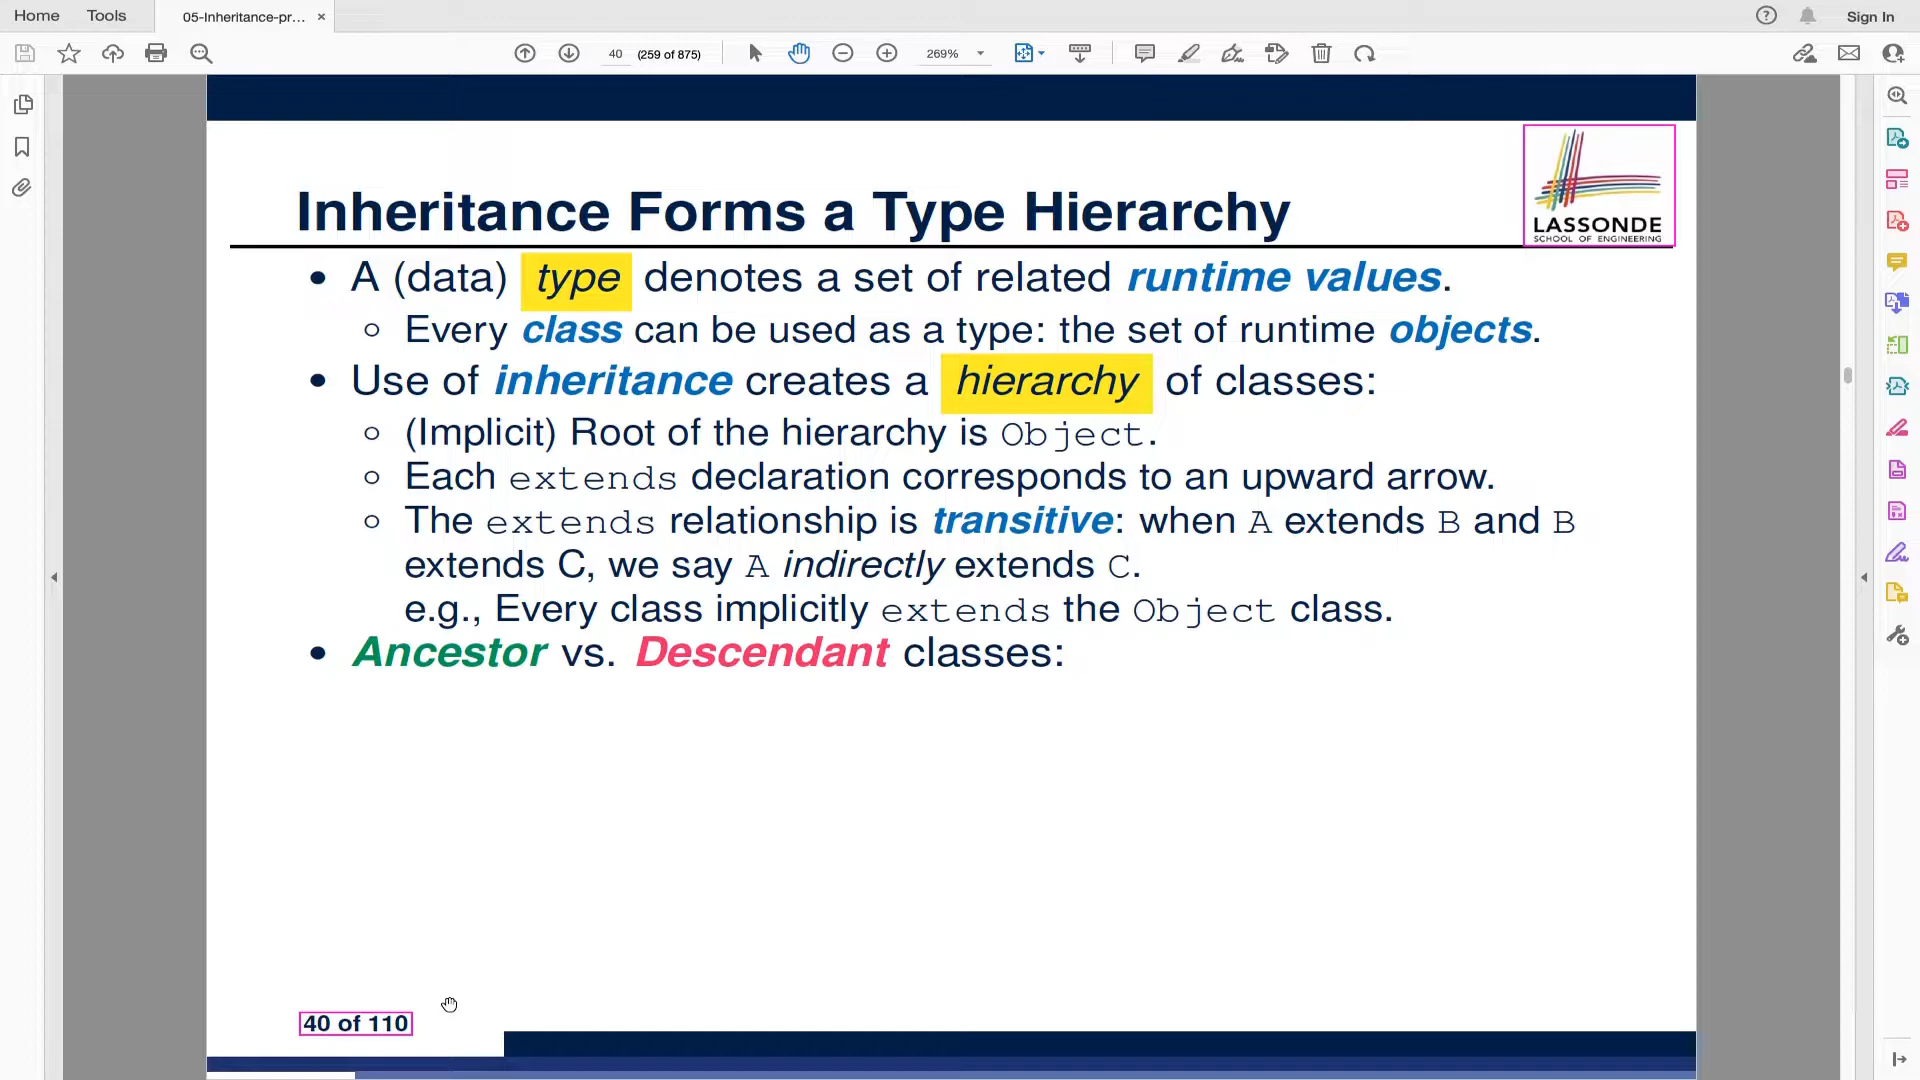 Home Tools 05-Inheritance-pr... × Sign In
40 (259 of 875) 269%
LASSONDE
SCHOOL OF ENGINEERING
Inheritance Forms a Type Hierarchy
• A (data) type denotes a set of related runtime values.
○ Every class can be used as a type: the set of runtime objects.
• Use of inheritance creates a hierarchy of classes:
○ (Implicit) Root of the hierarchy is Object.
○ Each extends declaration corresponds to an upward arrow.
○ The extends relationship is transitive: when A extends B and B
extends C, we say A indirectly extends C.
e.g., Every class implicitly extends the Object class.
• Ancestor vs. Descendant classes:
40 of 110